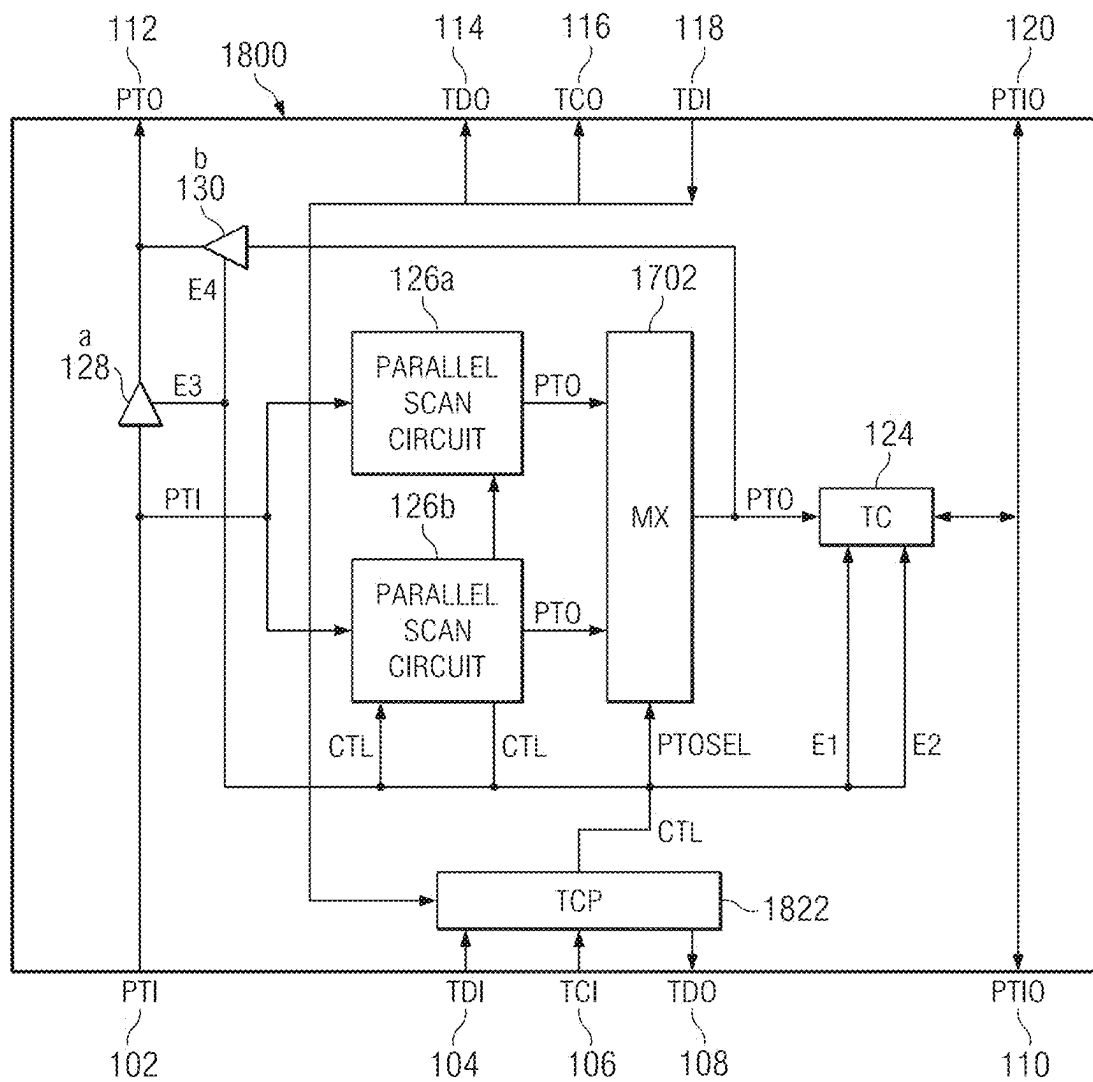 112
114
116
118
120
1800
PTO
TDO
TCO
TDI
PTIO
b
130
E4
126a
1702
a
128
E3
PARALLEL
SCAN
CIRCUIT
PTO
124
PTI
126b
MX
PTO
TC
PARALLEL
SCAN
CIRCUIT
PTO
CTL
CTL
PTOSEL
E1
E2
CTL
TCP
1822
PTI
TDI
TCI
TDO
PTIO
102
104
106
108
110